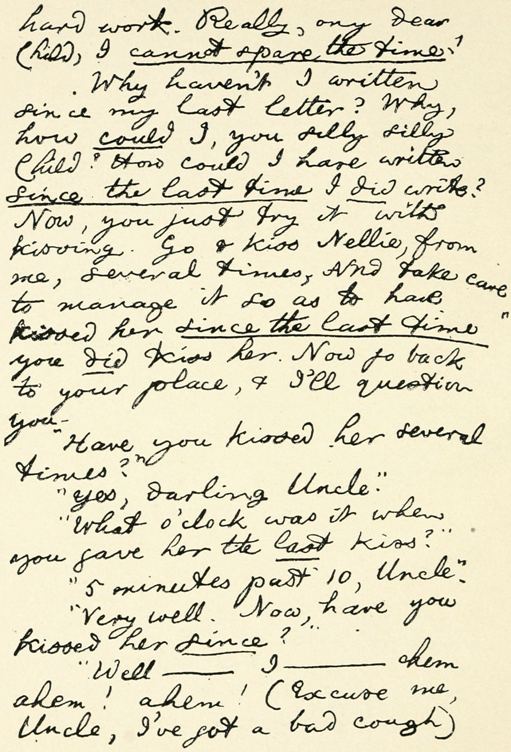 hard work. Really, my dear
Child, I cannot spare the time."
Why haven't I written
since my last letter? Why,
how could I, you silly silly
Child? How could I have written
since the last time I did write?
Now, you just try it with
kissing. Go & kiss Nellie, from
me, several times, and take care
to manage it so as to have
kissed her since the last time
you did kiss her. Now go back
to your place, & I'll question
you.
"Have you kissed her several
times?"
"Yes, darling Uncle."
"What o'clock was it when
you gave her the last kiss?"
"5 minutes past 10, Uncle".
"Very well. Now, have you
kissed her since?"
"Well —— I —— ahem
ahem! ahem! (Excuse me,
Uncle, I've got a bad cough)